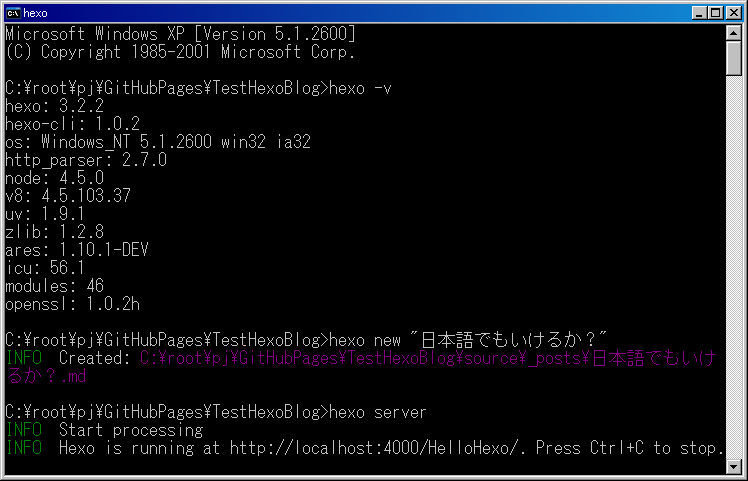 hexo
Microsoft Windows XP [Version 5.1.2600]
(C) Copyright 1985-2001 Microsoft Corp.
C:¥root¥pj¥GitHubPages¥TestHexoBlog>hexo -v
hexo: 3.2.2
hexo-cli: 1.0.2
os: Windows_NT 5.1.2600 win32 ia32
http_parser: 2.7.0
node: 4.5.0
v8: 4.5.103.37
uv: 1.9.1
zlib: 1.2.8
ares: 1.10.1-DEV
icu: 56.1
modules: 46
openssl: 1.0.2h
C:¥root¥pj¥GitHubPages¥TestHexoBlog>hexo new "日本語でもいけるか？"
INFO  Created: C:¥root¥pj¥GitHubPages¥TestHexoBlog¥source¥_posts¥日本語でもいけ
るか？.md
C:¥root¥pj¥GitHubPages¥TestHexoBlog>hexo server
INFO  Start processing
INFO  Hexo is running at http://localhost:4000/HelloHexo/. Press Ctrl+C to stop.